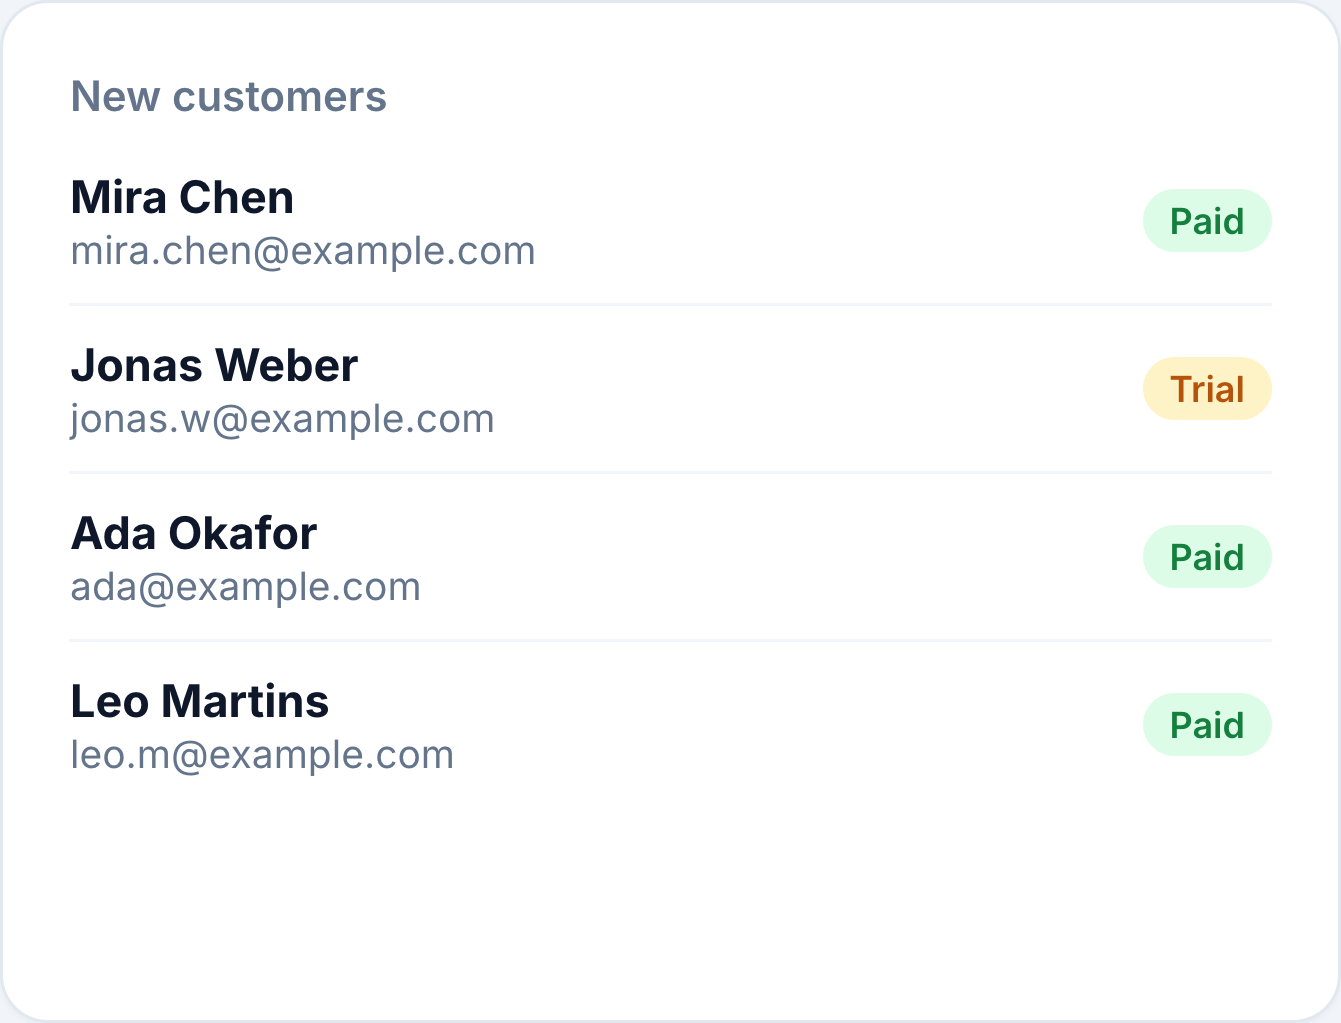 New customers
Mira Chen
mira.chen@example.com
Paid
Jonas Weber
jonas.w@example.com
Trial
Ada Okafor
ada@example.com
Paid
Leo Martins
leo.m@example.com
Paid